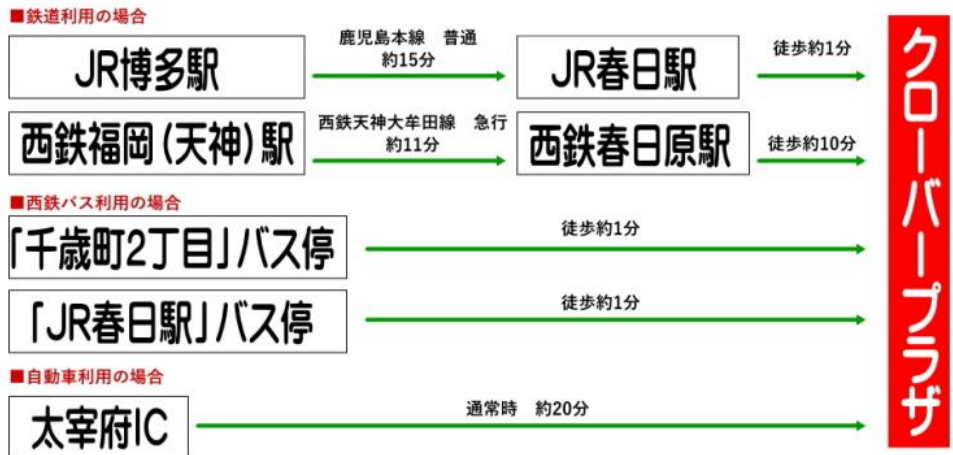 ■鉄道利用の場合
JR博多駅
鹿児島本線　普通
約15分
JR春日駅
徒歩約1分
西鉄福岡(天神)駅
西鉄天神大牟田線　急行
約11分
西鉄春日原駅
徒歩約10分
■西鉄バス利用の場合
「千歳町2丁目」バス停
徒歩約1分
「JR春日駅」バス停
徒歩約1分
■自動車利用の場合
太宰府IC
通常時　約20分
クローバープラザ